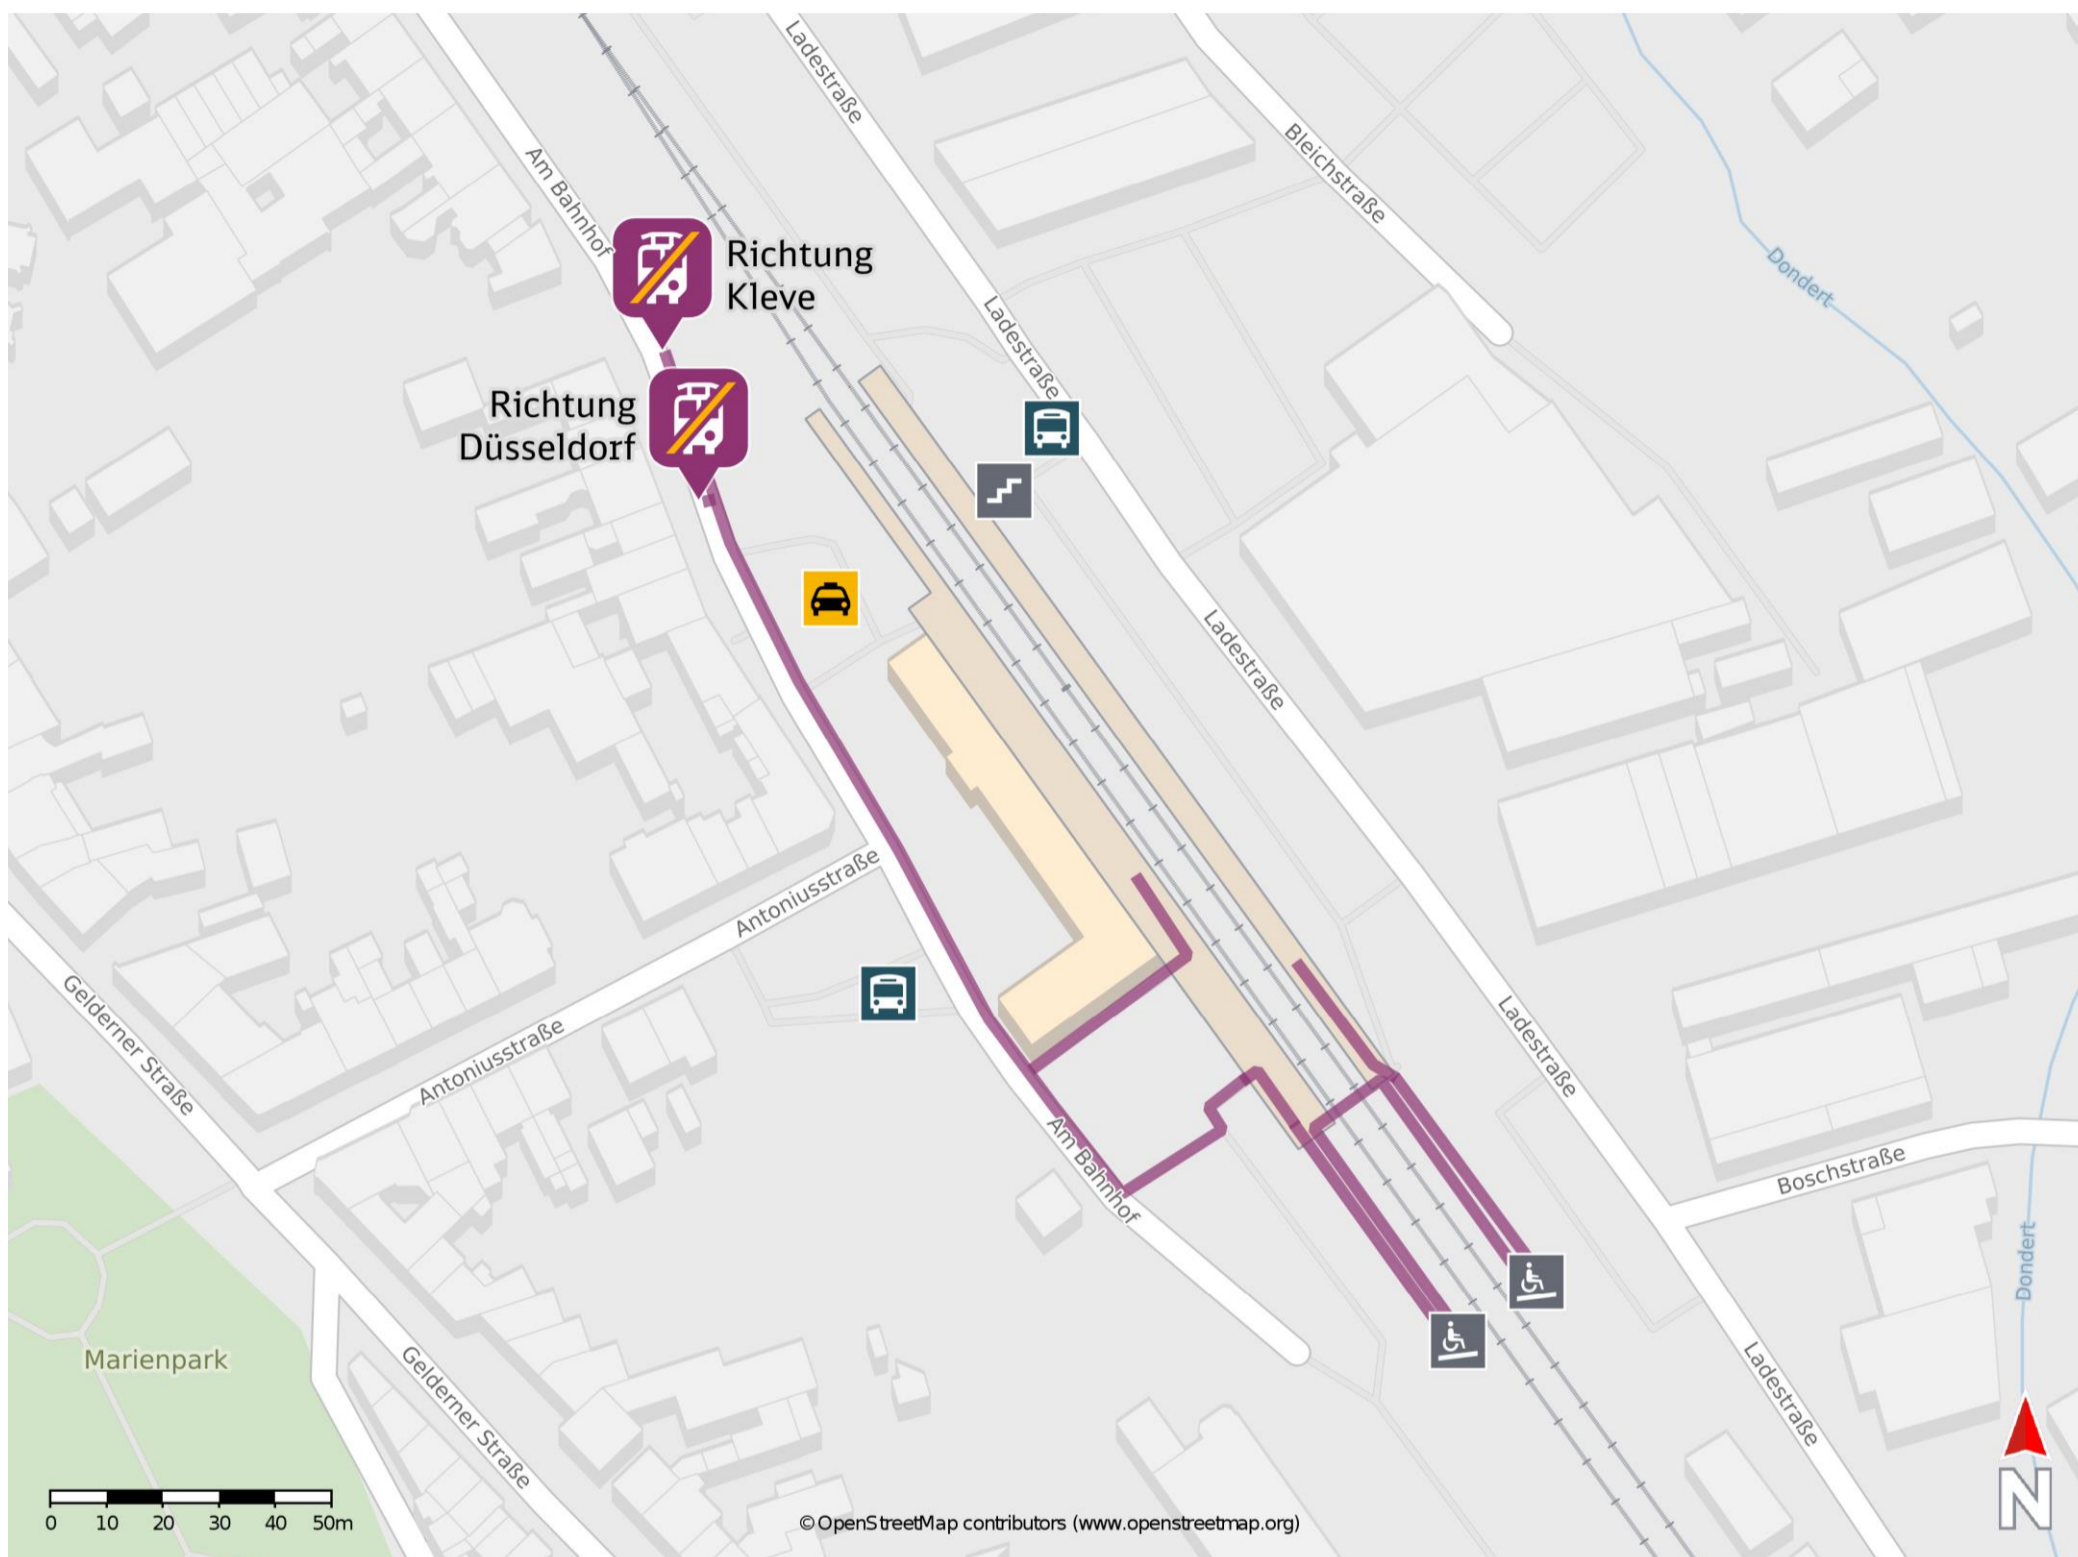 Ladestraße
Bleichstraße
Am Bahnhof
Richtung
Kleve
Dondert
Ladestraße
Richtung
Düsseldorf
Ladestraße
Antoniusstraße
Gelderner Straße
Antoniusstraße
Ladestraße
Am Bahnhof
Boschstraße
Dondert
Marienpark
Gelderner Straße
Ladestraße
N
0 10 20 30 40 50m
© OpenStreetMap contributors (www.openstreetmap.org)